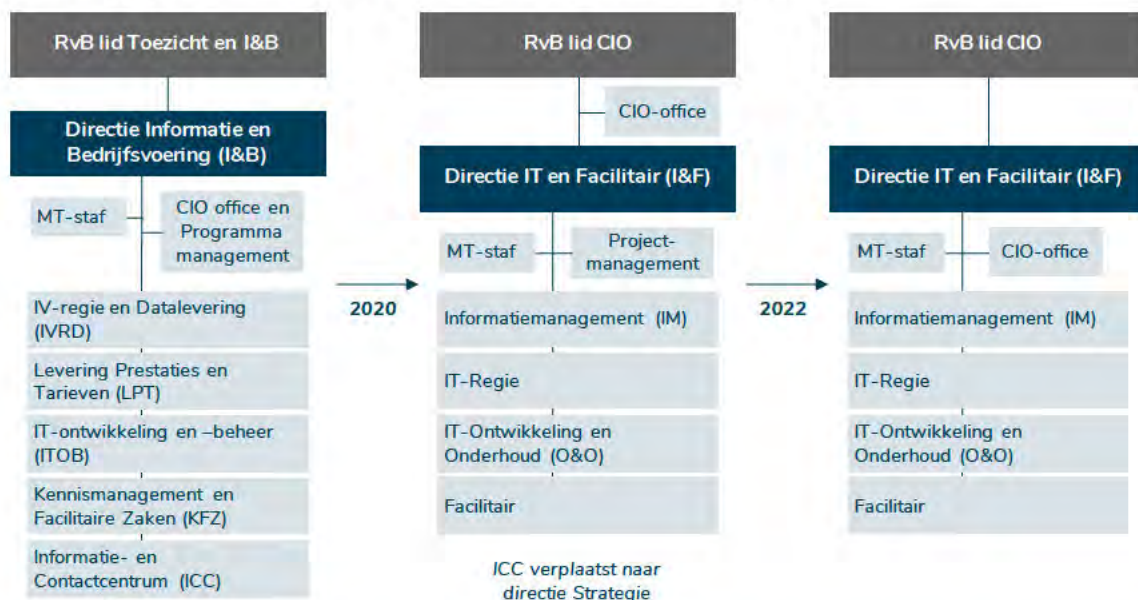 RvB lid Toezicht en I&B
Directie Informatie en
Bedrijfsvoering (I&B)
MT-staf
CIO office en
Programma
management
IV-regie en Datalevering
(IVRD)
Levering Prestaties en
Tarieven (LPT)
IT-ontwikkeling en –beheer
(ITOB)
Kennismanagement en
Facilitaire Zaken (KFZ)
Informatie- en
Contactcentrum (ICC)
2020
RvB lid CIO
CIO-office
Directie IT en Facilitair (I&F)
MT-staf
Project-
management
Informatiemanagement (IM)
IT-Regie
IT-Ontwikkeling en
Onderhoud (O&O)
Facilitair
ICC verplaatst naar
directie Strategie
2022
RvB lid CIO
Directie IT en Facilitair (I&F)
MT-staf
CIO-office
Informatiemanagement (IM)
IT-Regie
IT-Ontwikkeling en
Onderhoud (O&O)
Facilitair